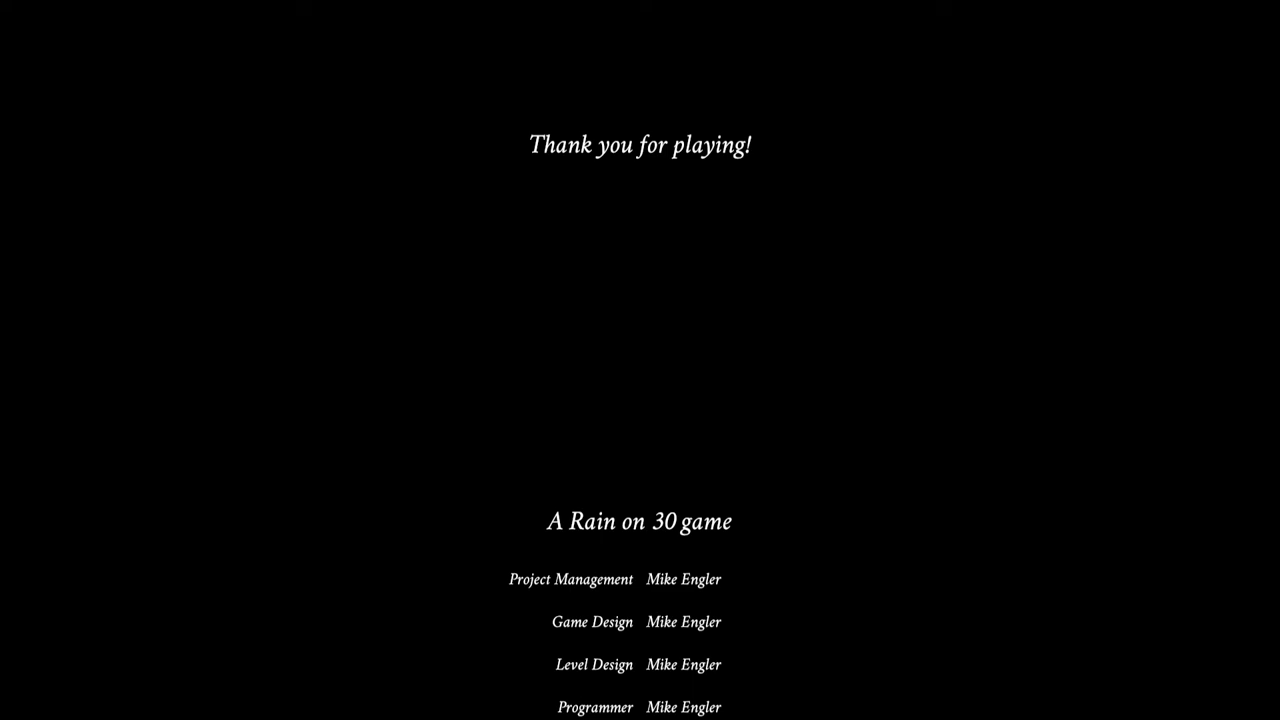 Thank you for playing!
A Rain on 30 game
Project Management Mike Engler
Game Design Mike Engler
Level Design Mike Engler
Programmer Mike Engler